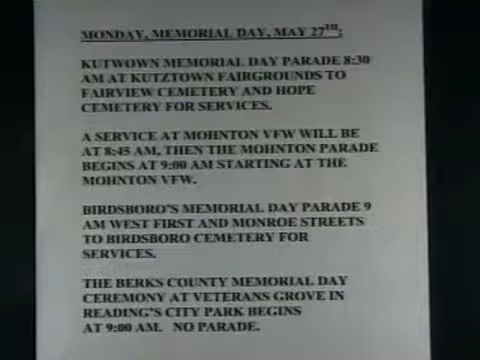 MONDAY, MEMORIAL DAY, MAY 27TH:
KUTWOWN MEMORIAL DAY PARADE 8:30
AM AT KUTZTOWN FAIRGROUNDS TO
FAIRVIEW CEMETERY AND HOPE
CEMETERY FOR SERVICES.
A SERVICE AT MOHNTON VFW WILL BE
AT 8:45 AM, THEN THE MOHNTON PARADE
BEGINS AT 9:00 AM STARTING AT THE
MOHNTON VFW.
BIRDSBORO'S MEMORIAL DAY PARADE 9
AM WEST FIRST AND MONROE STREETS
TO BIRDSBORO CEMETERY FOR
SERVICES.
THE BERKS COUNTY MEMORIAL DAY
CEREMONY AT VETERANS GROVE IN
READING'S CITY PARK BEGINS
AT 9:00 AM. NO PARADE.